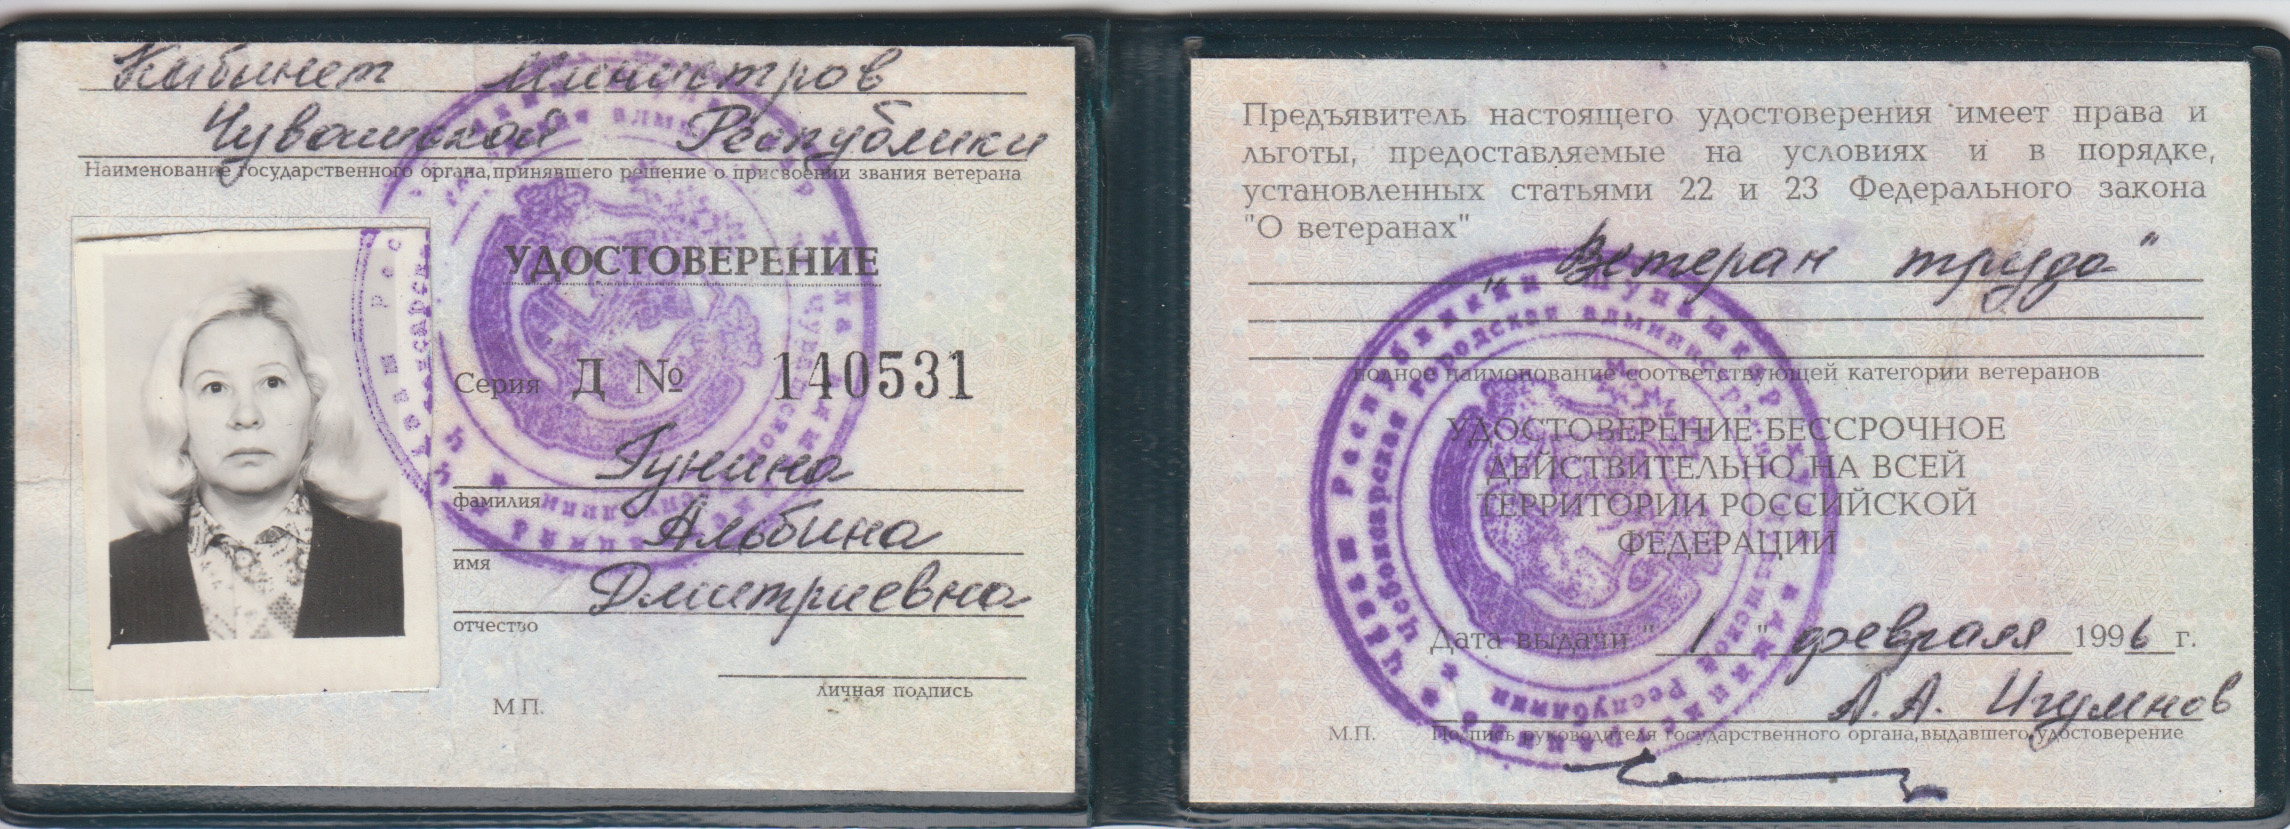 Кабинет Министров
Чувашской Республики
Наименование государственного органа,принявшего решение о присвоении звания ветерана
УДОСТОВЕРЕНИЕ
Серия Д № 140531
Гунина
фамилия
Альбина
имя
Дмитриевна
отчество
личная подпись
М П.
Предъявитель настоящего удостоверения имеет права и
льготы, предоставляемые на условиях и в порядке,
установленных статьями 22 и 23 Федерального закона
"О ветеранах"
"Ветеран труда"
полное наименование соответствующей категории ветеранов
УДОСТОВЕРЕНИЕ БЕССРОЧНОЕ
ДЕЙСТВИТЕЛЬНО НА ВСЕЙ
ТЕРРИТОРИИ РОССИЙСКОЙ
ФЕДЕРАЦИИ
Дата выдачи "1" февраля 1996 г.
А. А. Игумнов
М.П. Подпись руководителя государственного органа,выдавшего удостоверение
Чебоксарская городская